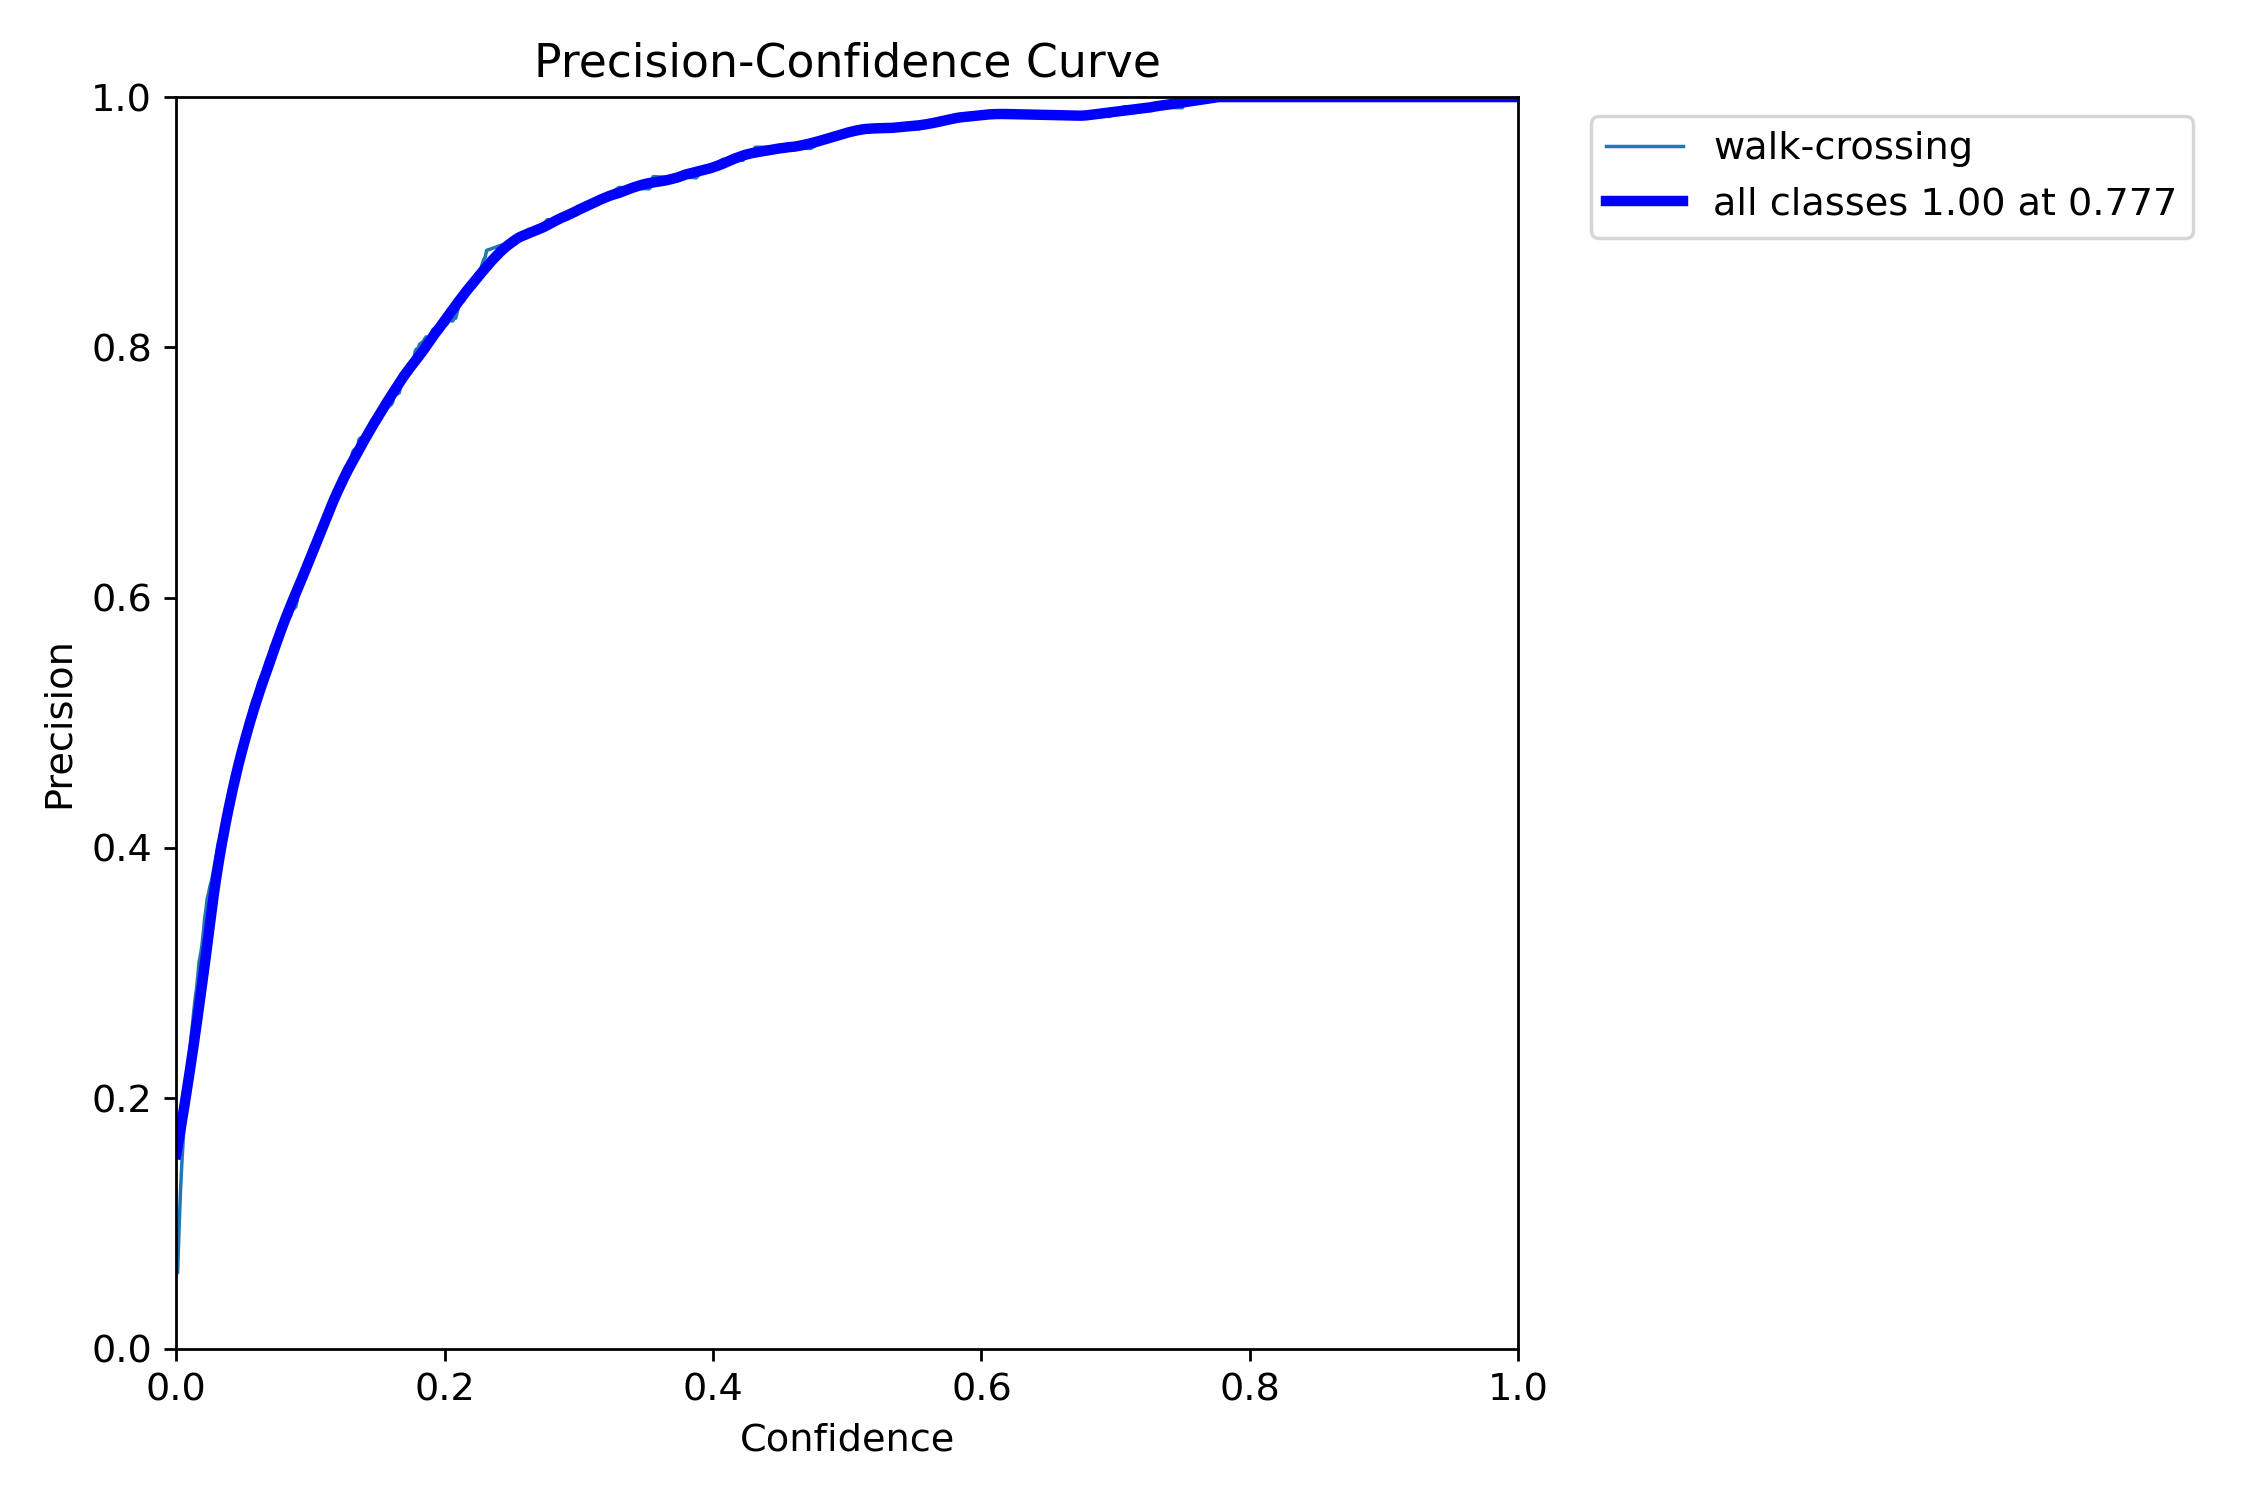 Precision-Confidence Curve
1.0
0.8
0.6
0.4
0.2
0.0
Precision
0.0 0.2 0.4 0.6 0.8 1.0
Confidence
walk-crossing
all classes 1.00 at 0.777